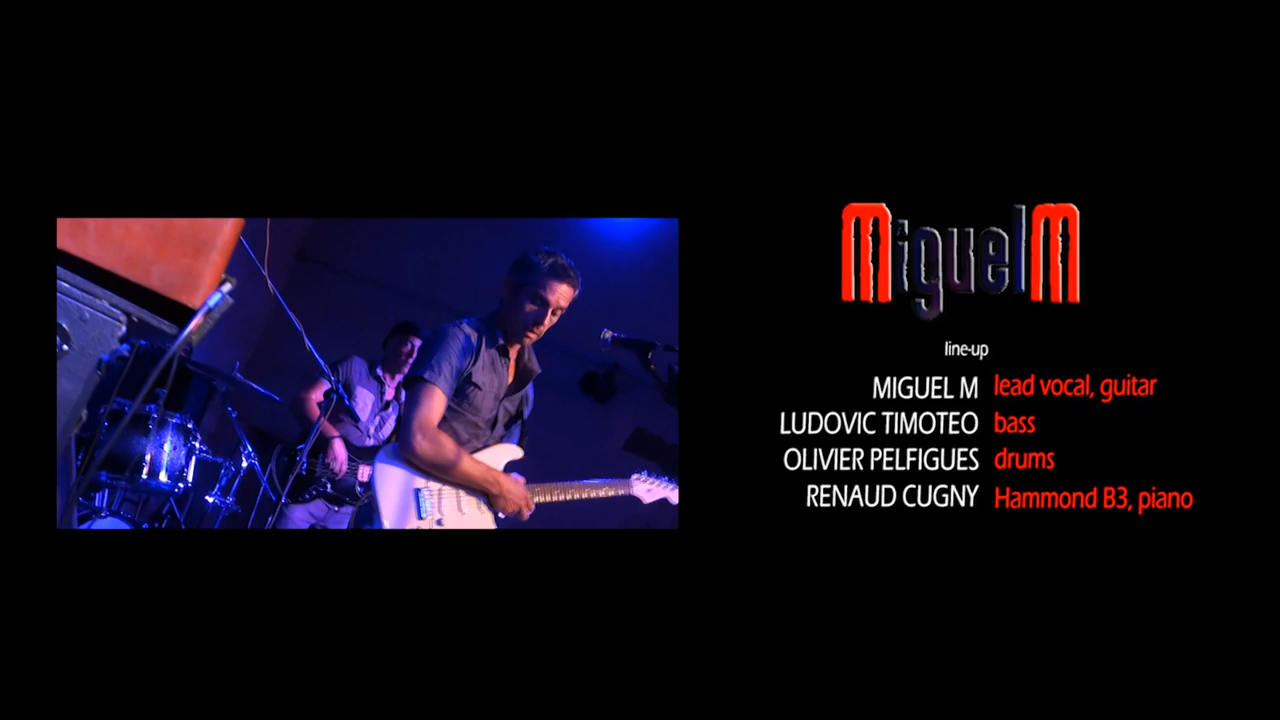 MiguelM
line-up
MIGUEL M lead vocal, guitar
LUDOVIC TIMOTEO bass
OLIVIER PELFIGUES drums
RENAUD CUGNY Hammond B3, piano